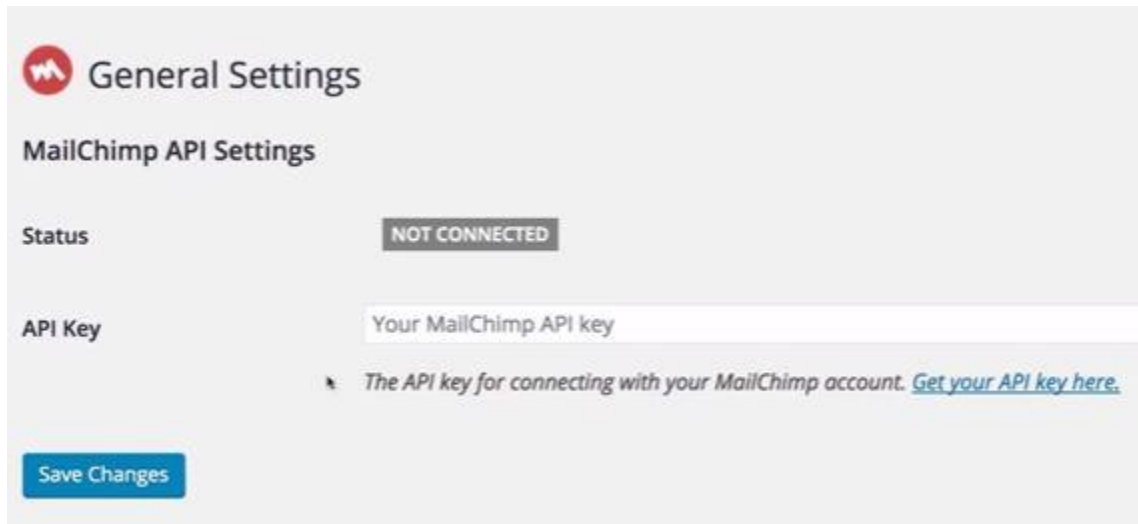 General Settings
MailChimp API Settings
Status NOT CONNECTED
API Key Your MailChimp API key
The API key for connecting with your MailChimp account. Get your API key here.
Save Changes